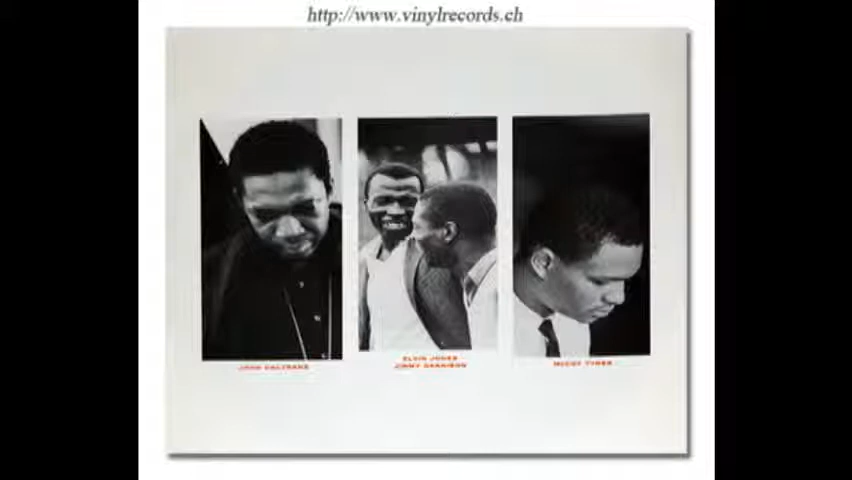 http://www.vinylrecords.ch
JOHN COLTRANE
ELVIN JONES
JIMMY GARRISON
MCCOY TYNER